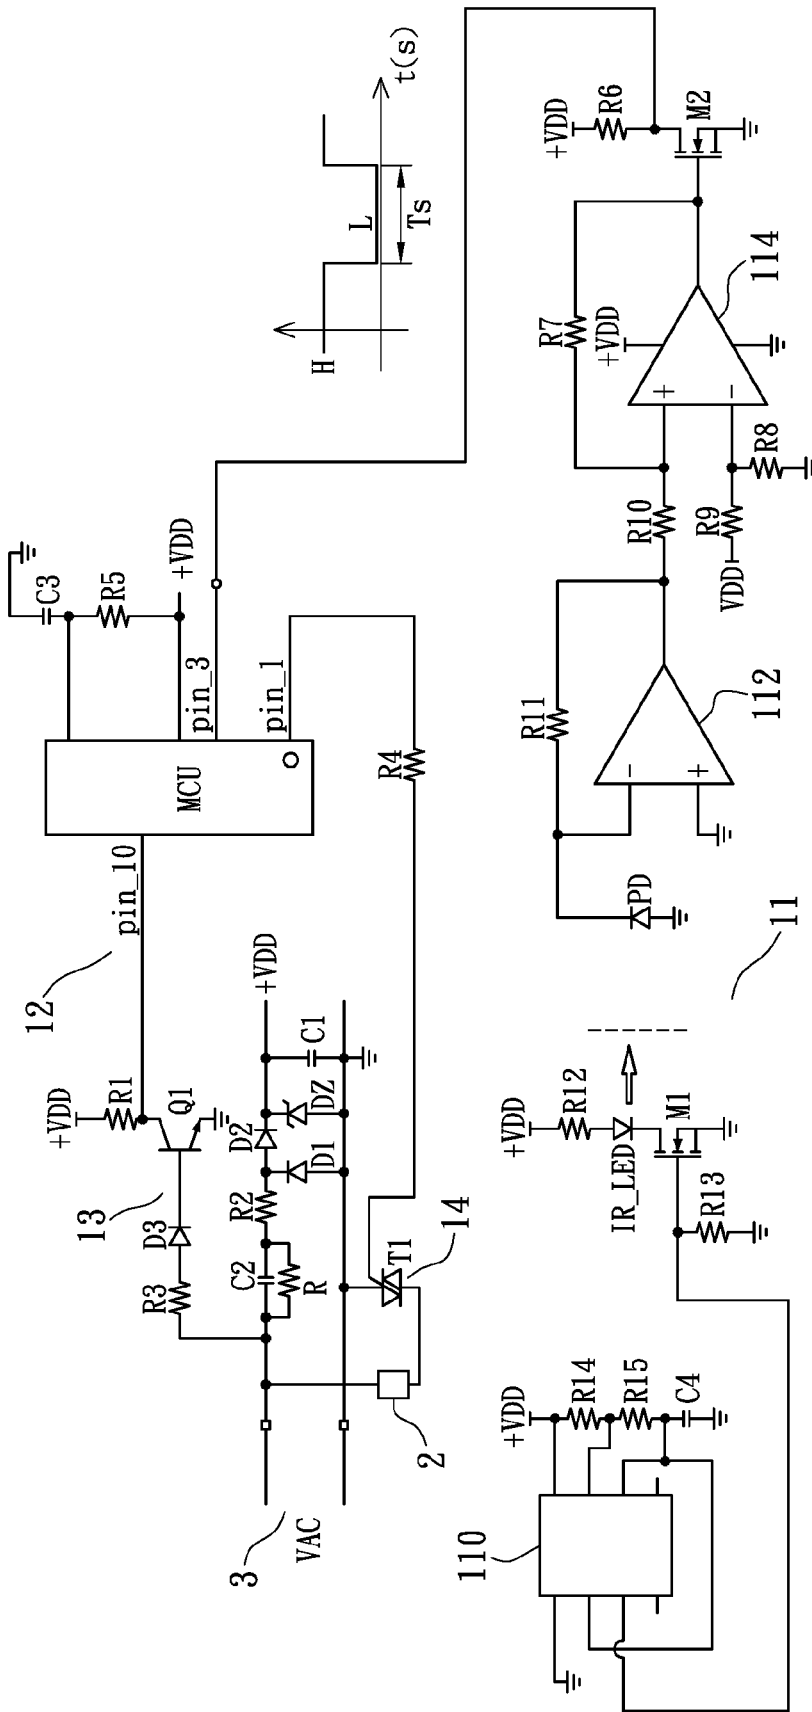 12
pin_10
MCU
C3
R5
+VDD
pin_3
pin_1
R4
H
L
Ts
t(s)
13
+VDD
R1
Q1
D3
R3
3
VAC
2
C2
R
R2
D2
D1
DZ
C1
+VDD
T1
14
110
+VDD
R14
R15
C4
+VDD
R12
IR_LED
M1
R13
11
PD
R11
-
+
112
R10
R9
VDD
R8
R7
+VDD
+
-
114
+VDD
R6
M2